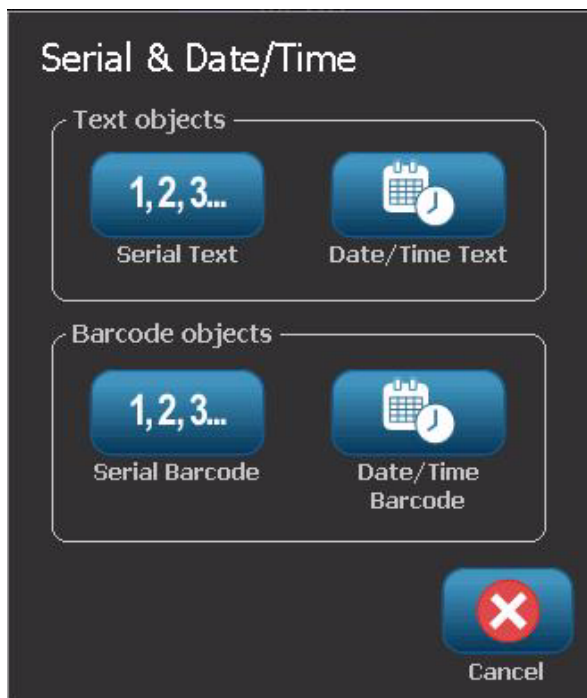 Serial & Date/Time
Text objects
1, 2, 3...
Serial Text
Date/Time Text
Barcode objects
1, 2, 3...
Serial Barcode
Date/Time
Barcode
Cancel